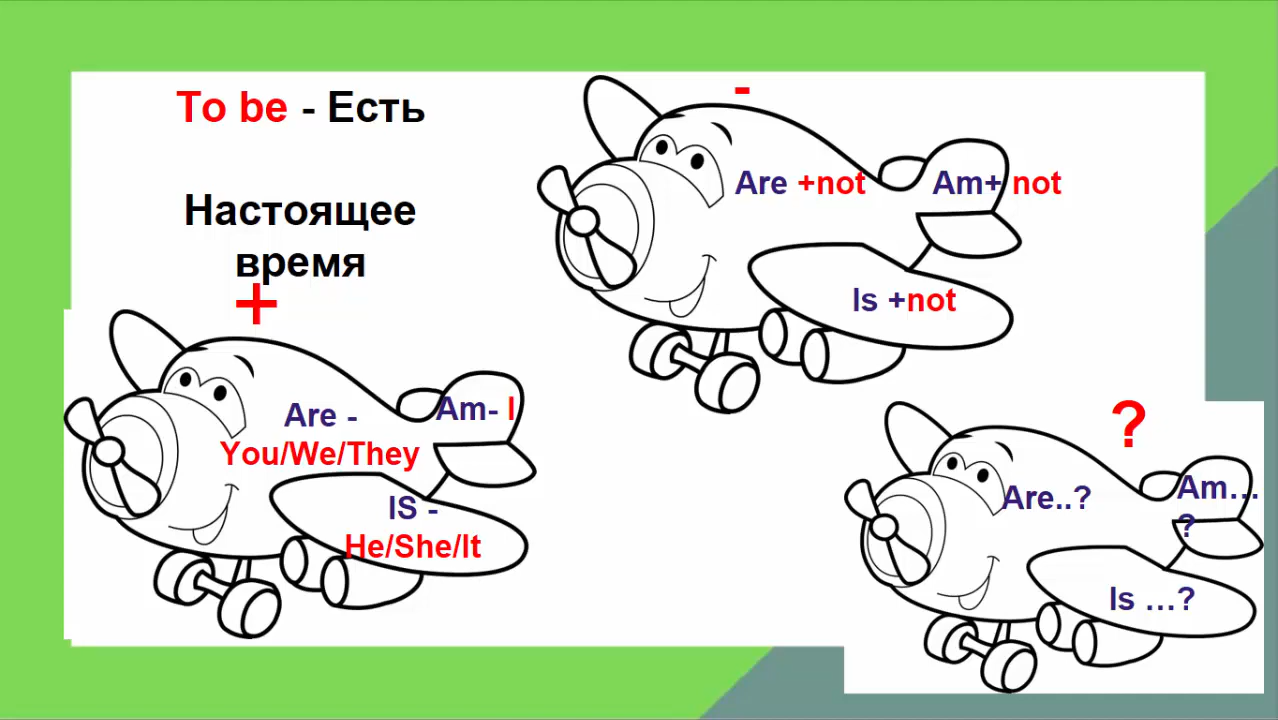 To be - Есть
Настоящее
время
+
Are -
You/We/They
Am- I
IS -
He/She/It
-
Are +not
Am+ not
Is +not
?
Are..?
Am…
?
Is …?